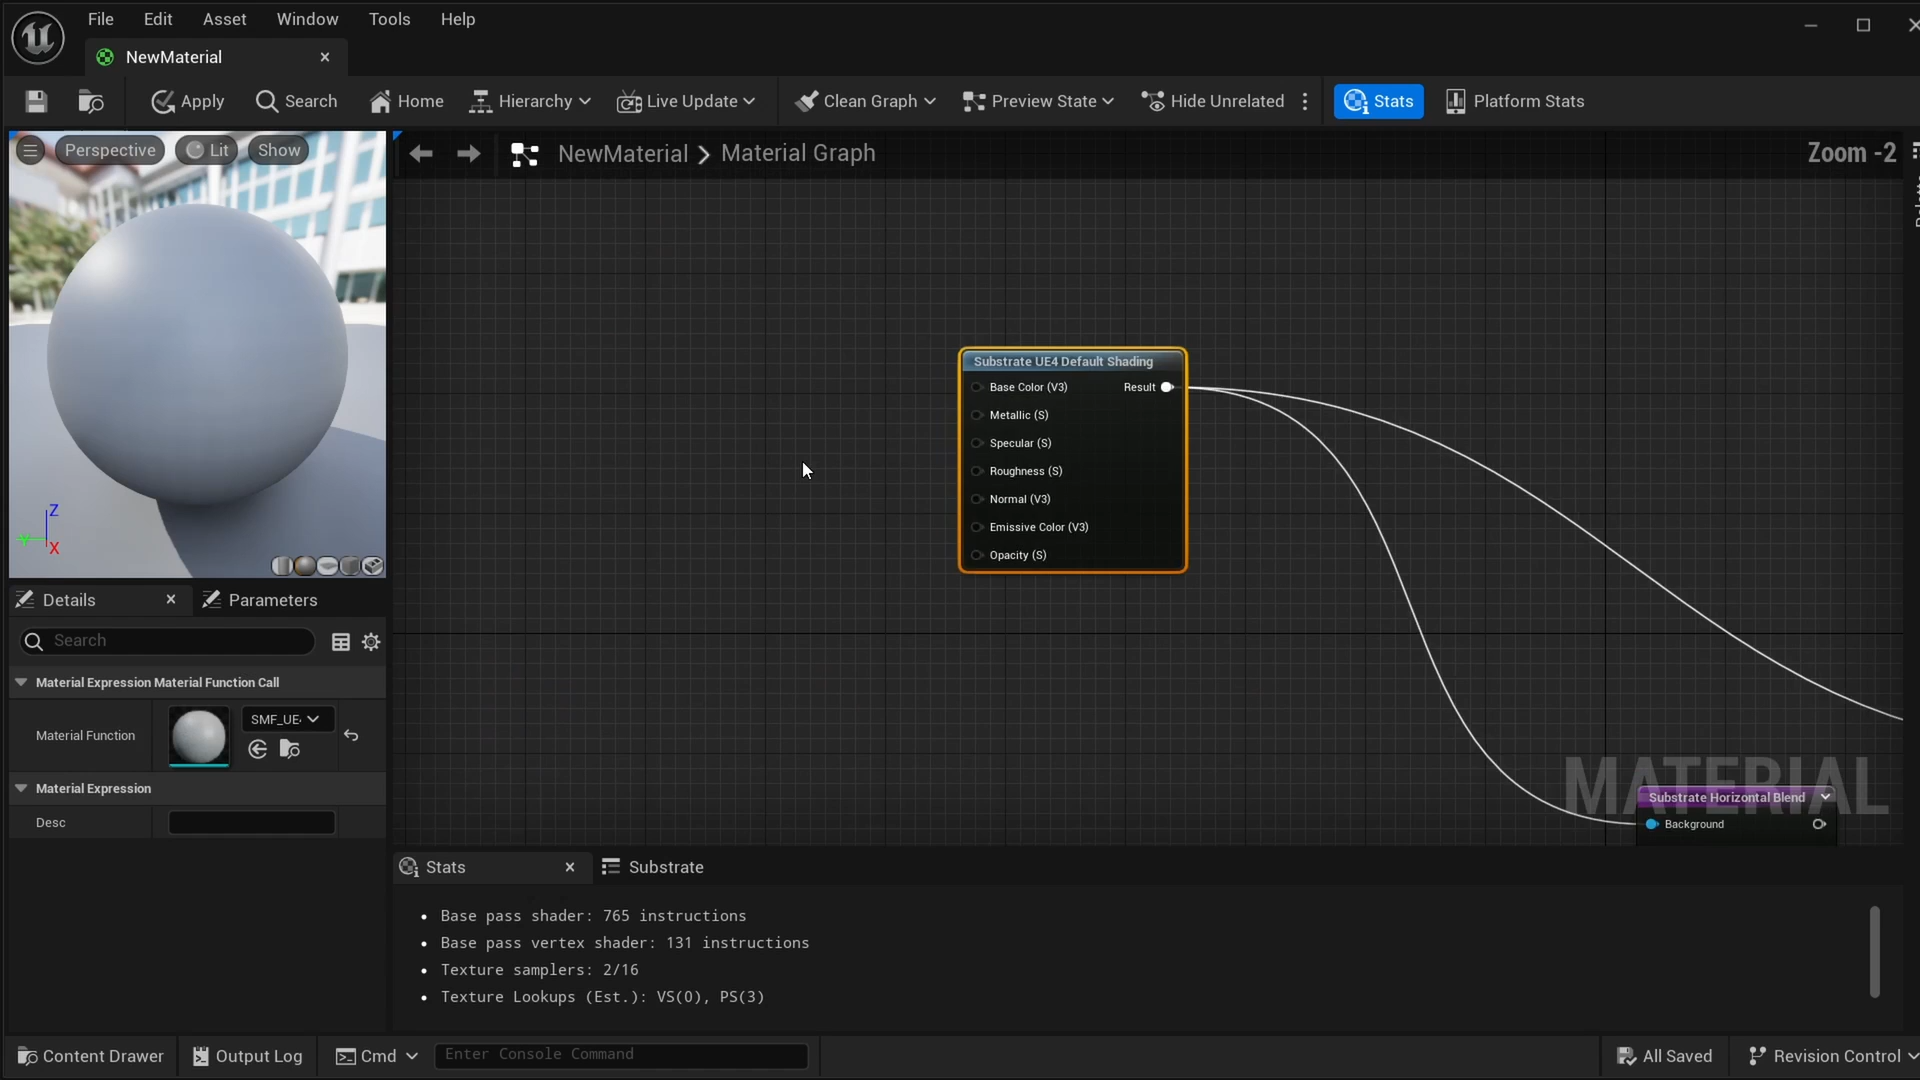 File Edit Asset Window Tools Help
NewMaterial
Apply Search Home Hierarchy Live Update Clean Graph Preview State Hide Unrelated Stats Platform Stats
Perspective Lit Show
NewMaterial > Material Graph
Zoom -2
Substrate UE4 Default Shading
Base Color (V3) Result
Metallic (S)
Specular (S)
Roughness (S)
Normal (V3)
Emissive Color (V3)
Opacity (S)
Z
Y
X
Details Parameters
Search
Material Expression Material Function Call
Material Function SMF_UE
Material Expression
Desc
MATERIAL
Substrate Horizontal Blend
Background
Stats Substrate
• Base pass shader: 765 instructions
• Base pass vertex shader: 131 instructions
• Texture samplers: 2/16
• Texture Lookups (Est.): VS(0), PS(3)
Content Drawer Output Log Cmd Enter Console Command All Saved Revision Control